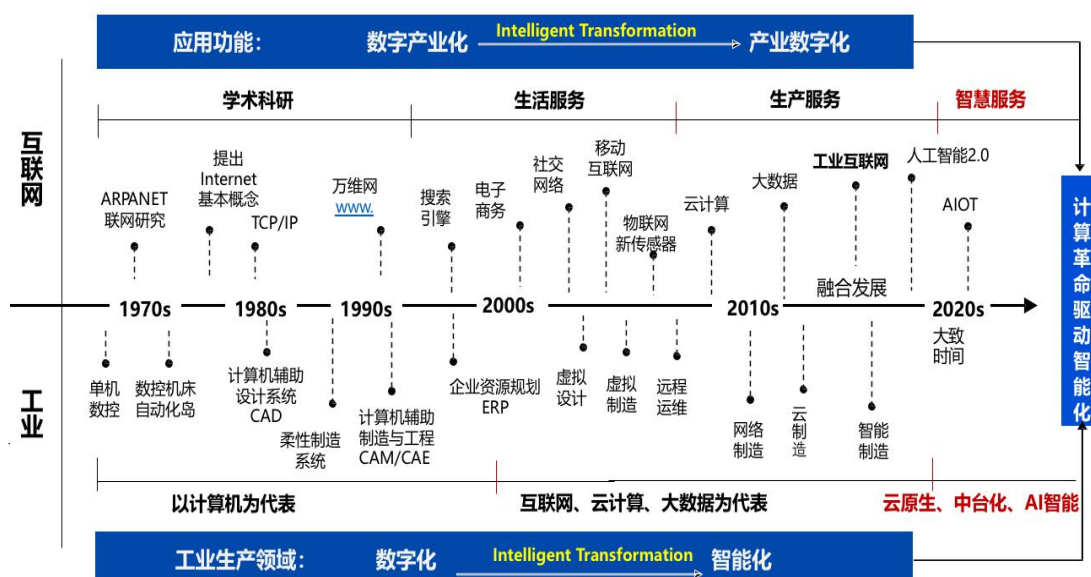 应用功能： 数字产业化 Intelligent Transformation 产业数字化
学术科研 生活服务 生产服务 智慧服务
互联网
ARPANET
联网研究
提出
Internet
基本概念
TCP/IP
万维网
www.
搜索
引擎
电子
商务
社交
网络
移动
互联网
物联网
新传感器
云计算
大数据
工业互联网
人工智能2.0
AIOT
融合发展
1970s 1980s 1990s 2000s 2010s 2020s
大致
时间
工业
单机
数控
数控机床
自动化岛
计算机辅助
设计系统
CAD
柔性制造
系统
计算机辅助
制造与工程
CAM/CAE
企业资源规划
ERP
虚拟
设计
虚拟
制造
远程
运维
网络
制造
云
制
造
智能
制造
以计算机为代表 互联网、云计算、大数据为代表 云原生、中台化、AI智能
工业生产领域： 数字化 Intelligent Transformation 智能化
计算革命驱动智能化